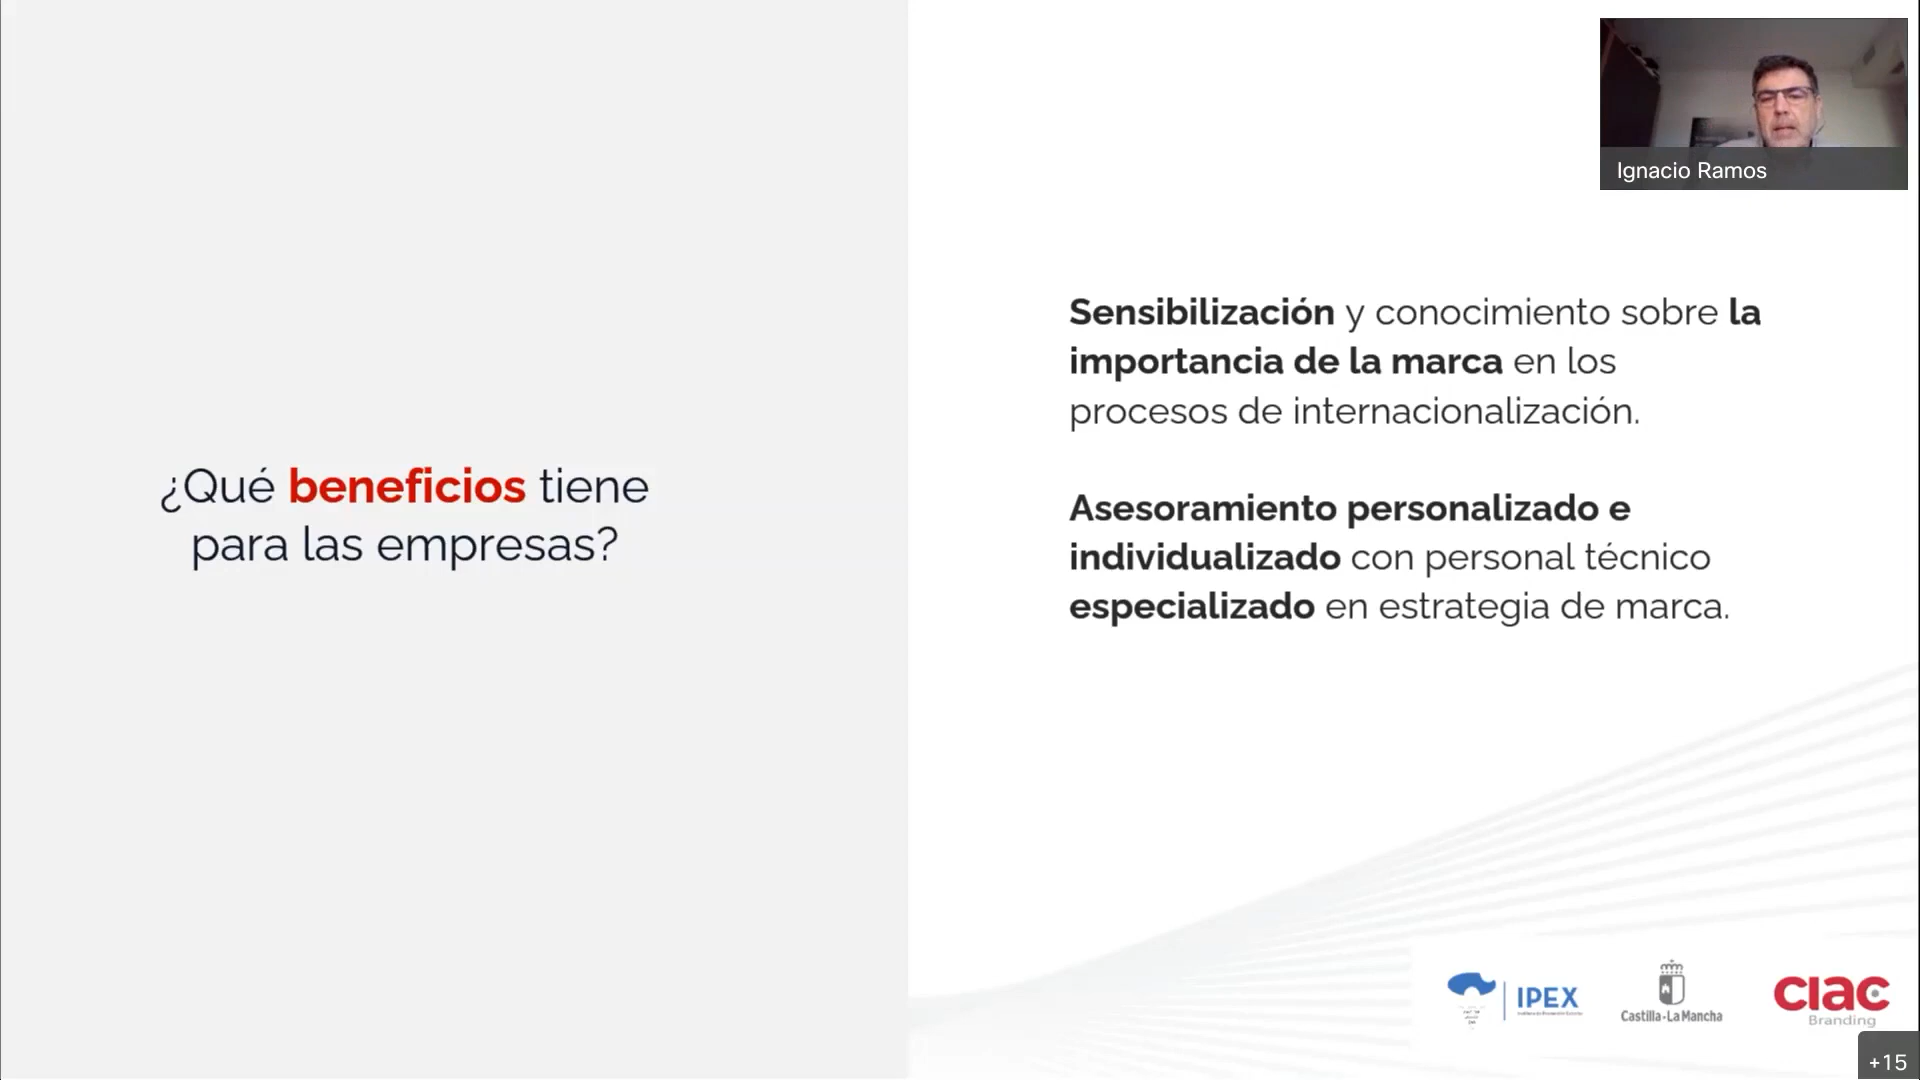 Ignacio Ramos
¿Qué beneficios tiene
para las empresas?
Sensibilización y conocimiento sobre la
importancia de la marca en los
procesos de internacionalización.
Asesoramiento personalizado e
individualizado con personal técnico
especializado en estrategia de marca.
IPEX
Castilla-La Mancha
CIAC
Branding
+15